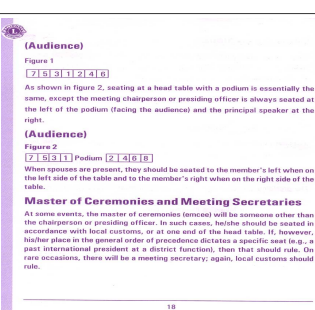 (Audience)
Figure 1
7 5 3 1 2 4 6
As shown in figure 2, seating at a head table with a podium is essentially the
same, except the meeting chairperson or presiding officer is always seated at
the left of the podium (facing the audience) and the principal speaker at the
right.
(Audience)
Figure 2
7 5 3 1 Podium 2 4 6 8
When spouses are present, they should be seated to the member's left when on
the left side of the table and to the member's right when on the right side of the
table.
Master of Ceremonies and Meeting Secretaries
At some events, the master of ceremonies (emcee) will be someone other than
the chairperson or presiding officer. In such cases, he/she should be seated in
accordance with local customs, or at one end of the head table. If, however,
his/her place in the general order of precedence dictates a specific seat (e.g., a
past international president at a district function), then that should rule. On
rare occasions, there will be a meeting secretary; again, local customs should
rule.
18